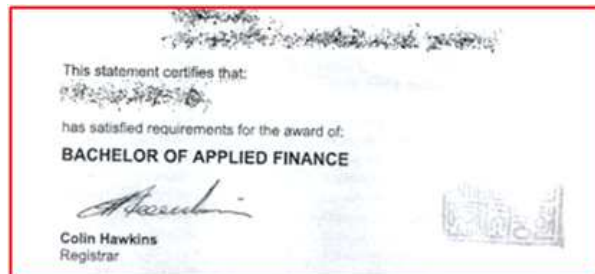 This statement certifies that:
has satisfied requirements for the award of:
BACHELOR OF APPLIED FINANCE
Colin Hawkins
Registrar